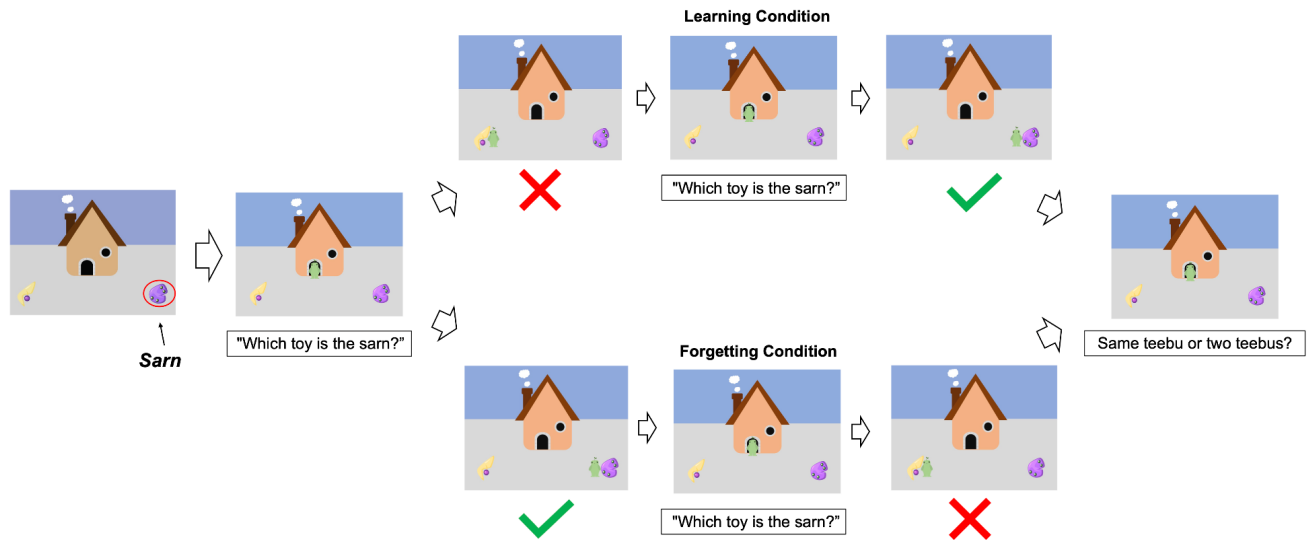 Learning Condition
"Which toy is the sarn?”
Sarn
"Which toy is the sarn?”
Forgetting Condition
"Which toy is the sarn?”
Same teebu or two teebus?